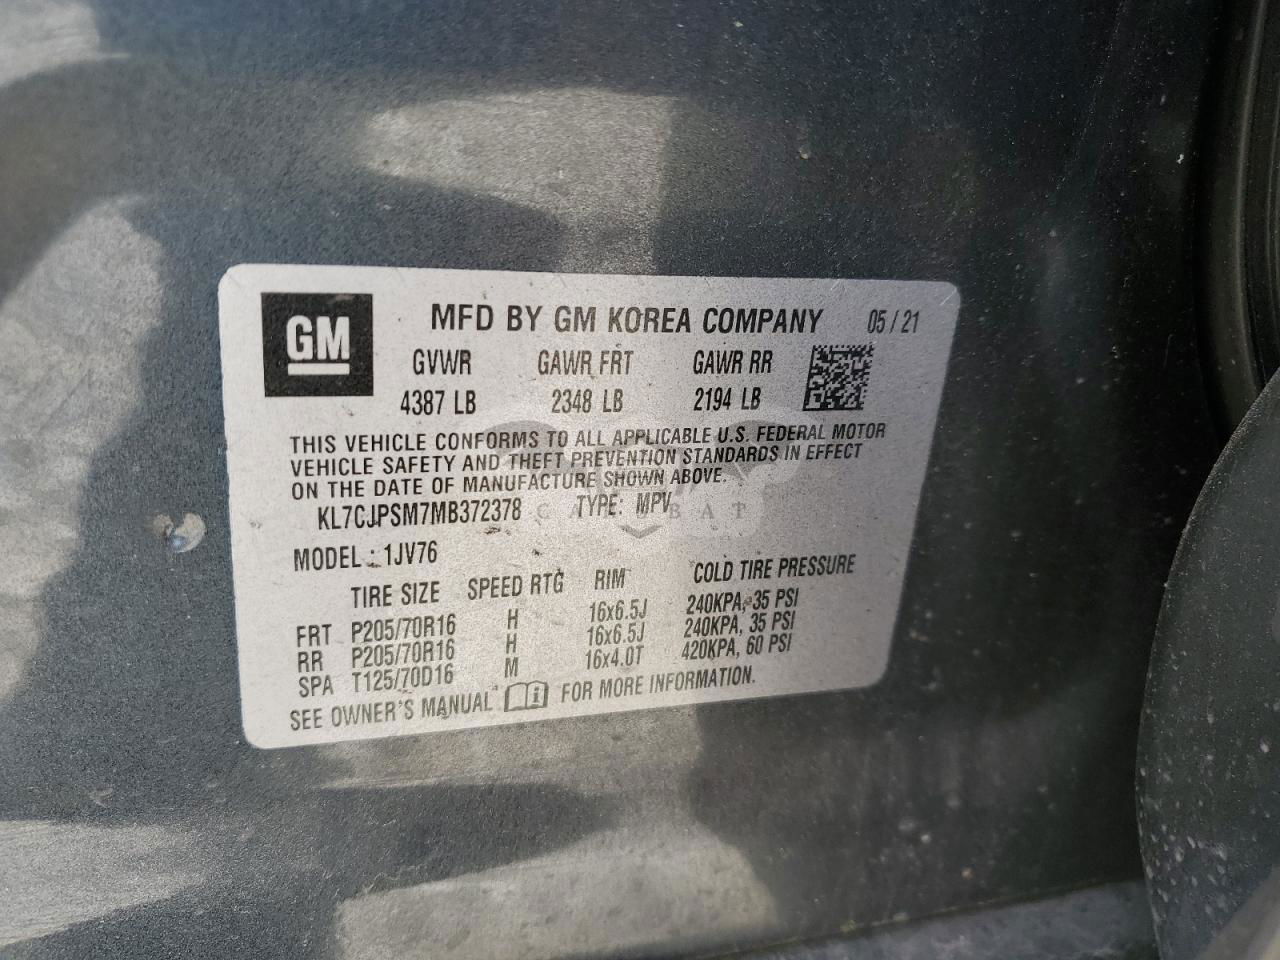 GM
MFD BY GM KOREA COMPANY 05/21
GVWR GAWR FRT GAWR RR
4387 LB 2348 LB 2194 LB
THIS VEHICLE CONFORMS TO ALL APPLICABLE U.S. FEDERAL MOTOR
VEHICLE SAFETY AND THEFT PREVENTION STANDARDS IN EFFECT
ON THE DATE OF MANUFACTURE SHOWN ABOVE.
KL7CJPSM7MB372378 TYPE: MPV
MODEL: 1JV76
TIRE SIZE SPEED RTG RIM COLD TIRE PRESSURE
FRT P205/70R16 H 16x6.5J 240KPA, 35 PSI
RR P205/70R16 H 16x6.5J 240KPA, 35 PSI
SPA T125/70D16 M 16x4.0T 420KPA, 60 PSI
SEE OWNER'S MANUAL FOR MORE INFORMATION.